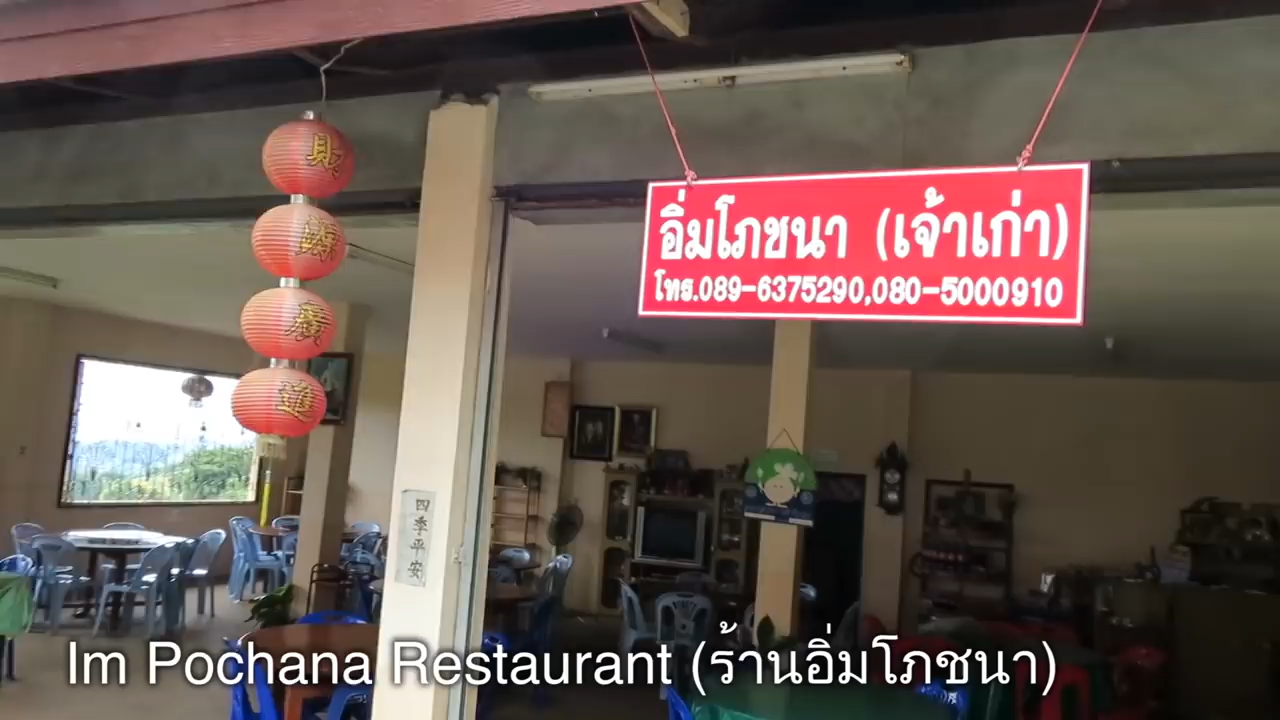 財
源
廣
進
อิ่มโภชนา (เจ้าเก่า)
โทร.089-6375290,080-5000910
四季平安
Im Pochana Restaurant (ร้านอิ่มโภชนา)